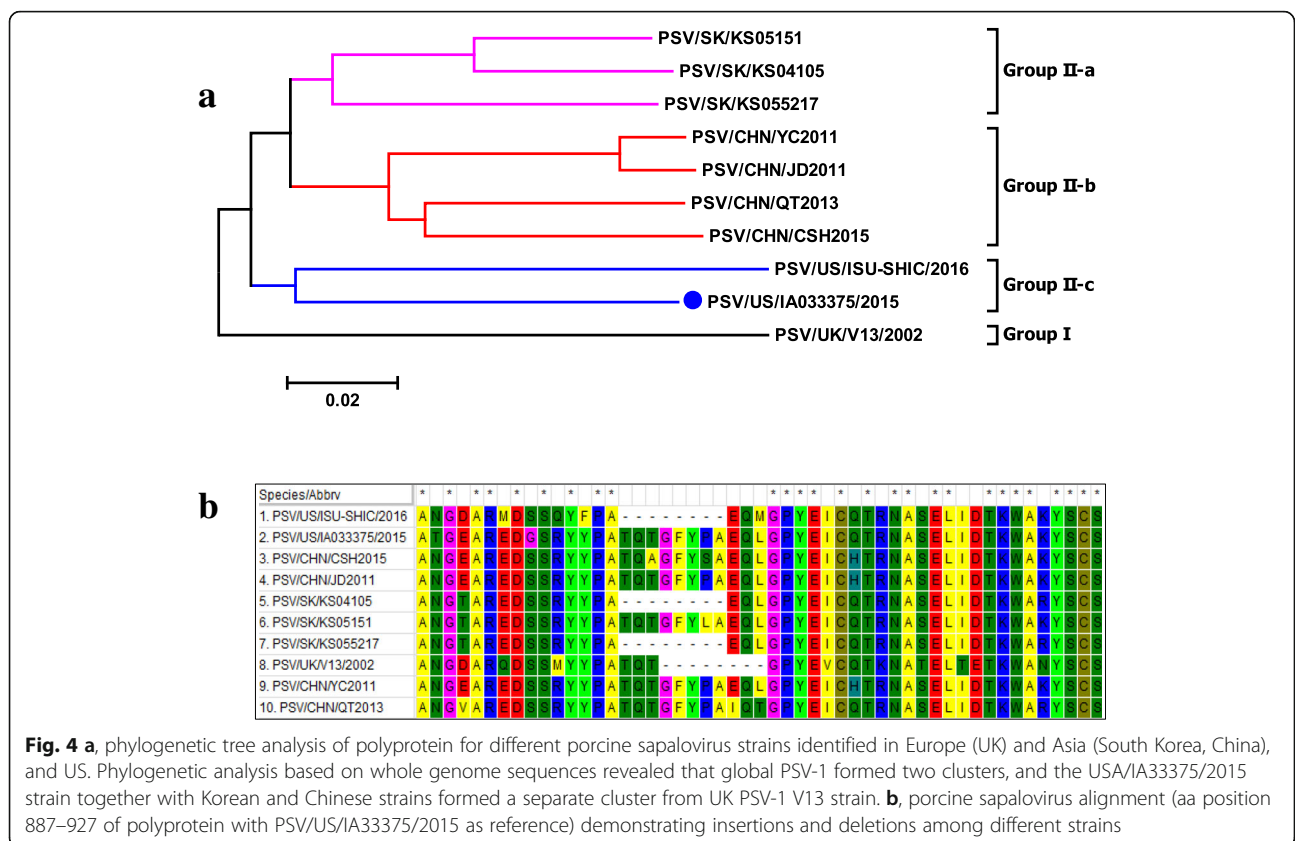 a
PSV/SK/KS05151
PSV/SK/KS04105
PSV/SK/KS055217
Group II-a
PSV/CHN/YC2011
PSV/CHN/JD2011
PSV/CHN/QT2013
PSV/CHN/CSH2015
Group II-b
PSV/US/ISU-SHIC/2016
PSV/US/IA033375/2015
Group II-c
PSV/UK/V13/2002
Group I
0.02
b
Species/Abbrv * * * * * * * * * * * * * * * * * * * * * * * * * * *
1. PSV/US/ISU-SHIC/2016 A N G D A R M D S S Q Y F P A - - - - - - - - E Q M G P Y E I C Q T R N A S E L I D T K W A K Y S C S
2. PSV/US/IA033375/2015 A T G E A R E D G S R Y Y P A T Q T G F Y P A E Q L G P Y E I C Q T R N A S E L I D T K W A K Y S C S
3. PSV/CHN/CSH2015 A N G E A R E D S S R Y Y P A T Q A G F Y S A E Q L G P Y E I C H T R N A S E L I D T K W A K Y S C S
4. PSV/CHN/JD2011 A N G E A R E D S S R Y Y P A T Q T G F Y P A E Q L G P Y E I C H T R N A S E L I D T K W A K Y S C S
5. PSV/SK/KS04105 A N G T A R E D S S R Y Y P A - - - - - - - - E Q L G P Y E I C Q T R N A S E L I D T K W A R Y S C S
6. PSV/SK/KS05151 A N G T A R E D S S R Y Y P A T Q T G F Y L A E Q L G P Y E I C Q T R N A S E L I D T K W A R Y S C S
7. PSV/SK/KS055217 A N G T A R E D S S R Y Y P A - - - - - - - - E Q L G P Y E I C Q T R N A S E L I D T K W A R Y S C S
8. PSV/UK/V13/2002 A N G D A R Q D S S M Y Y P A T Q T - - - - - - - - G P Y E V C Q T K N A T E L T E T K W A N Y S C S
9. PSV/CHN/YC2011 A N G E A R E D S S R Y Y P A T Q T G F Y P A E Q L G P Y E I C H T R N A S E L I D T K W A K Y S C S
10. PSV/CHN/QT2013 A N G V A R E D S S R Y Y P A T Q T G F Y P A I Q T G P Y E I C Q T R N A S E L I D T K W A K Y S C S
Fig. 4 a, phylogenetic tree analysis of polyprotein for different porcine sapalovirus strains identified in Europe (UK) and Asia (South Korea, China),
and US. Phylogenetic analysis based on whole genome sequences revealed that global PSV-1 formed two clusters, and the USA/IA33375/2015
strain together with Korean and Chinese strains formed a separate cluster from UK PSV-1 V13 strain. b, porcine sapalovirus alignment (aa position
887–927 of polyprotein with PSV/US/IA33375/2015 as reference) demonstrating insertions and deletions among different strains